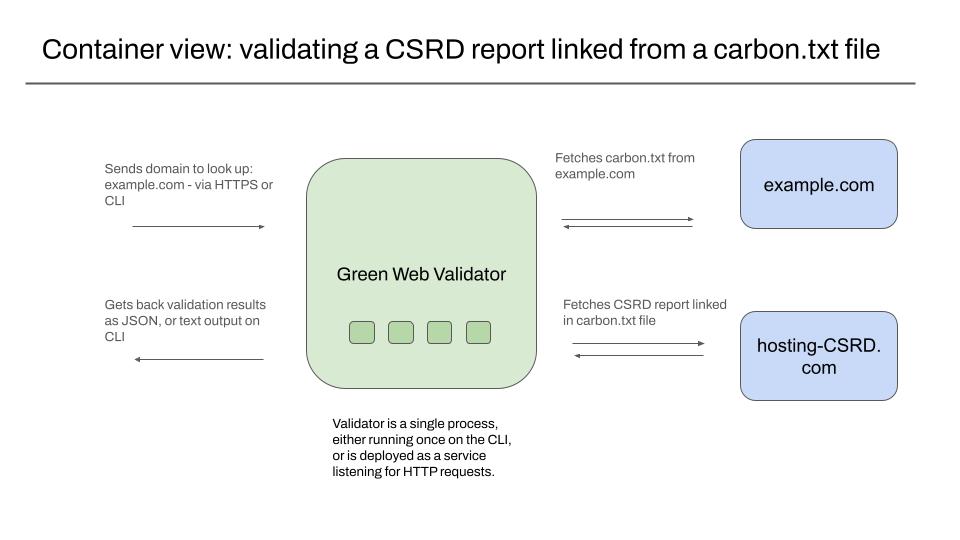 Container view: validating a CSRD report linked from a carbon.txt file
Sends domain to look up:
example.com - via HTTPS or
CLI
Fetches carbon.txt from
example.com
example.com
Green Web Validator
Gets back validation results
as JSON, or text output on
CLI
Fetches CSRD report linked
in carbon.txt file
hosting-CSRD.
com
Validator is a single process,
either running once on the CLI,
or is deployed as a service
listening for HTTP requests.